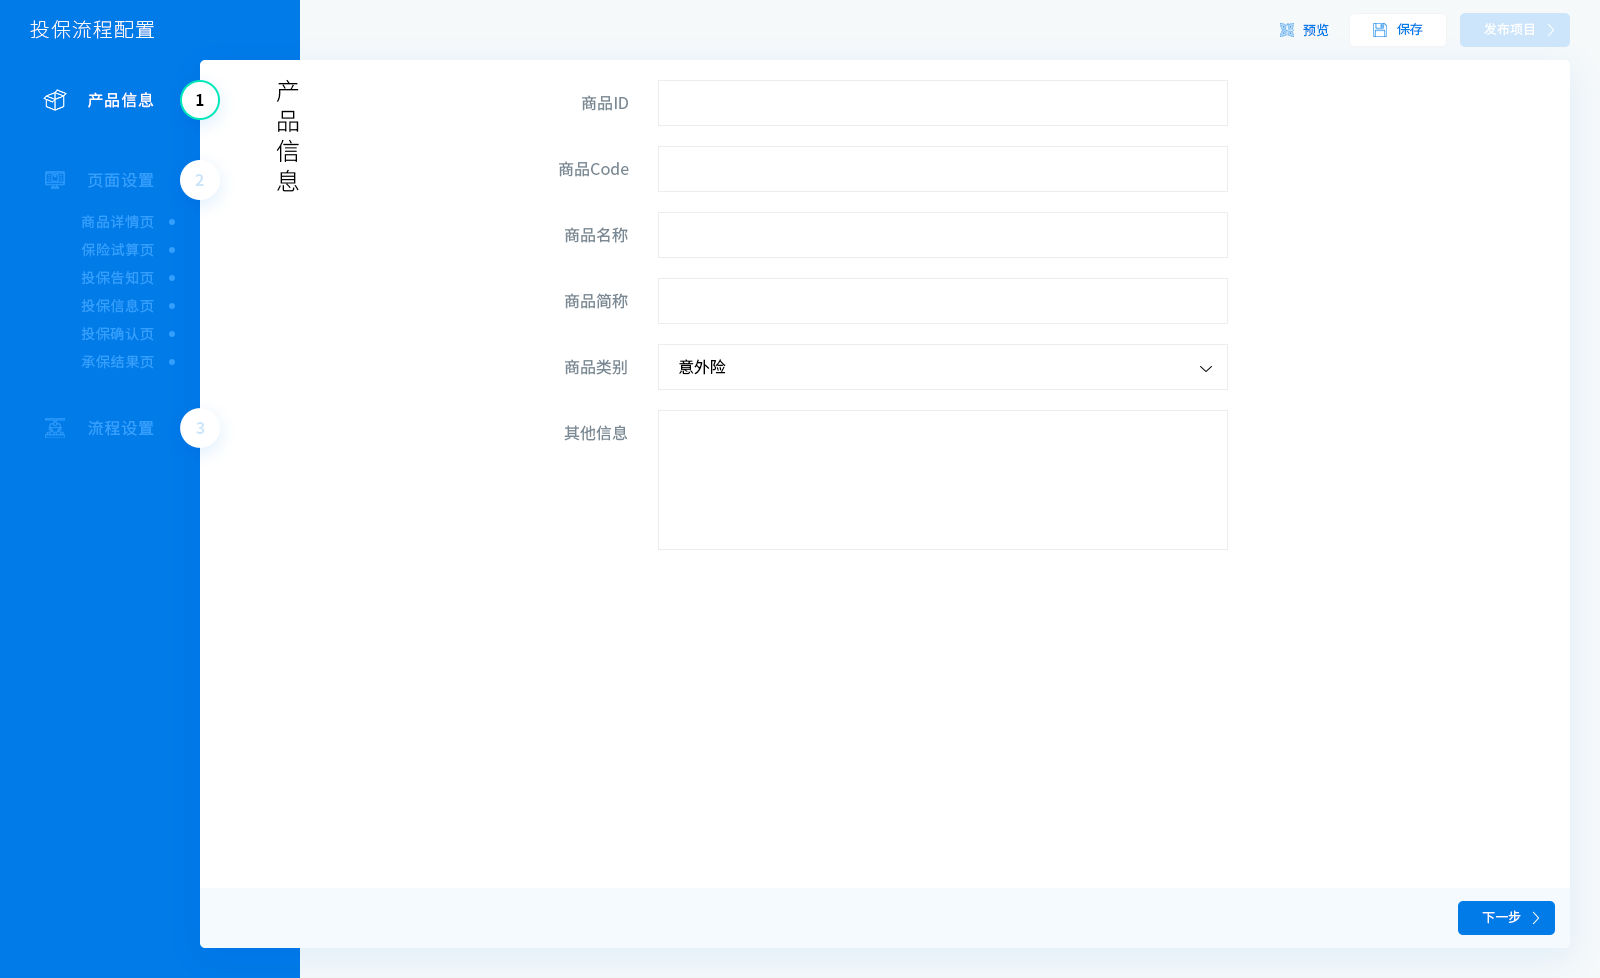 投保流程配置
预览
保存
发布项目
产品信息
1
页面设置
2
商品详情页
保险试算页
投保告知页
投保信息页
投保确认页
承保结果页
流程设置
3
产品信息
商品ID
商品Code
商品名称
商品简称
商品类别
意外险
其他信息
下一步